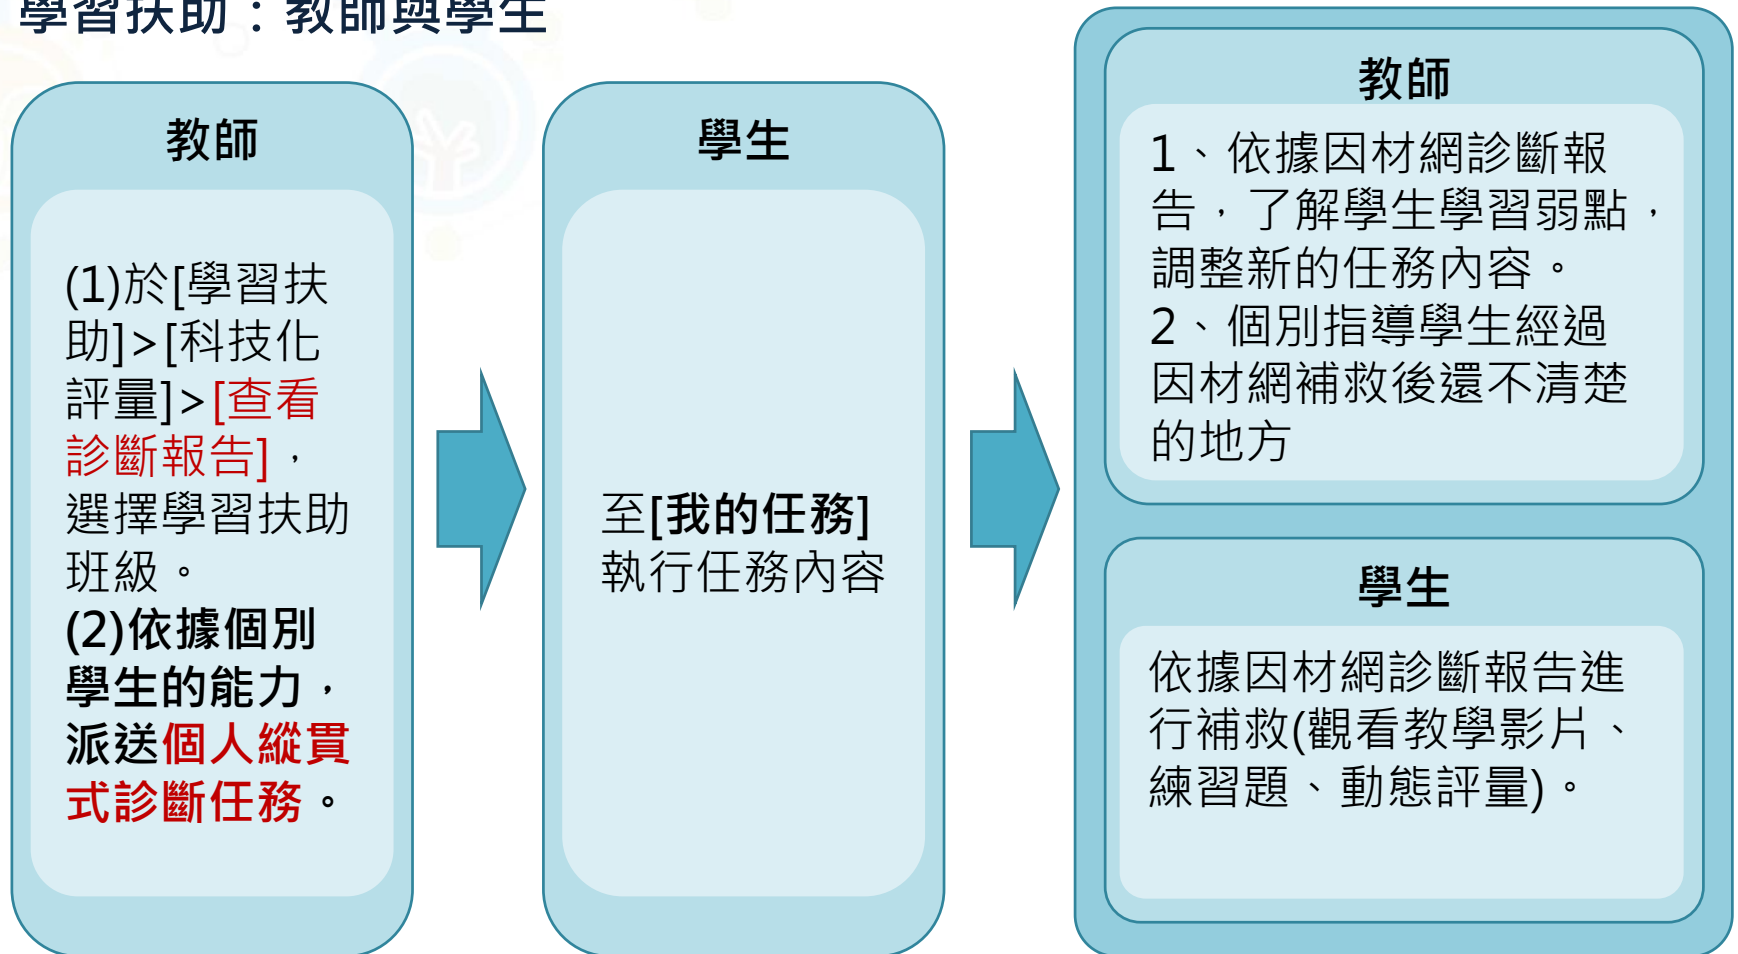 學習扶助：教師與學生
教師
(1)於[學習扶
助]>[科技化
評量]>[查看
診斷報告]，
選擇學習扶助
班級。
(2)依據個別
學生的能力，
派送個人縱貫
式診斷任務。
學生
至[我的任務]
執行任務內容
教師
1、依據因材網診斷報
告，了解學生學習弱點，
調整新的任務內容。
2、個別指導學生經過
因材網補救後還不清楚
的地方
學生
依據因材網診斷報告進
行補救(觀看教學影片、
練習題、動態評量)。